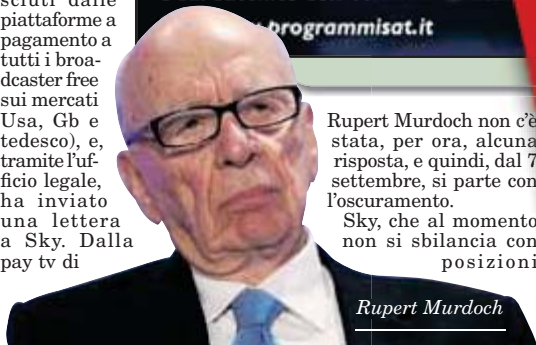 sciuti dalle
piattaforme a
pagamento a
tutti i broa-
dcaster free
sui mercati
Usa, Gb e
tedesco), e,
tramite l'uf-
ficio legale,
ha inviato
una lettera
a Sky. Dalla
pay tv di
programmisat.it
Rupert Murdoch non c'è
stata, per ora, alcuna
risposta, e quindi, dal 7
settembre, si parte con
l'oscuramento.
Sky, che al momento
non si sbilancia con
posizioni
Rupert Murdoch